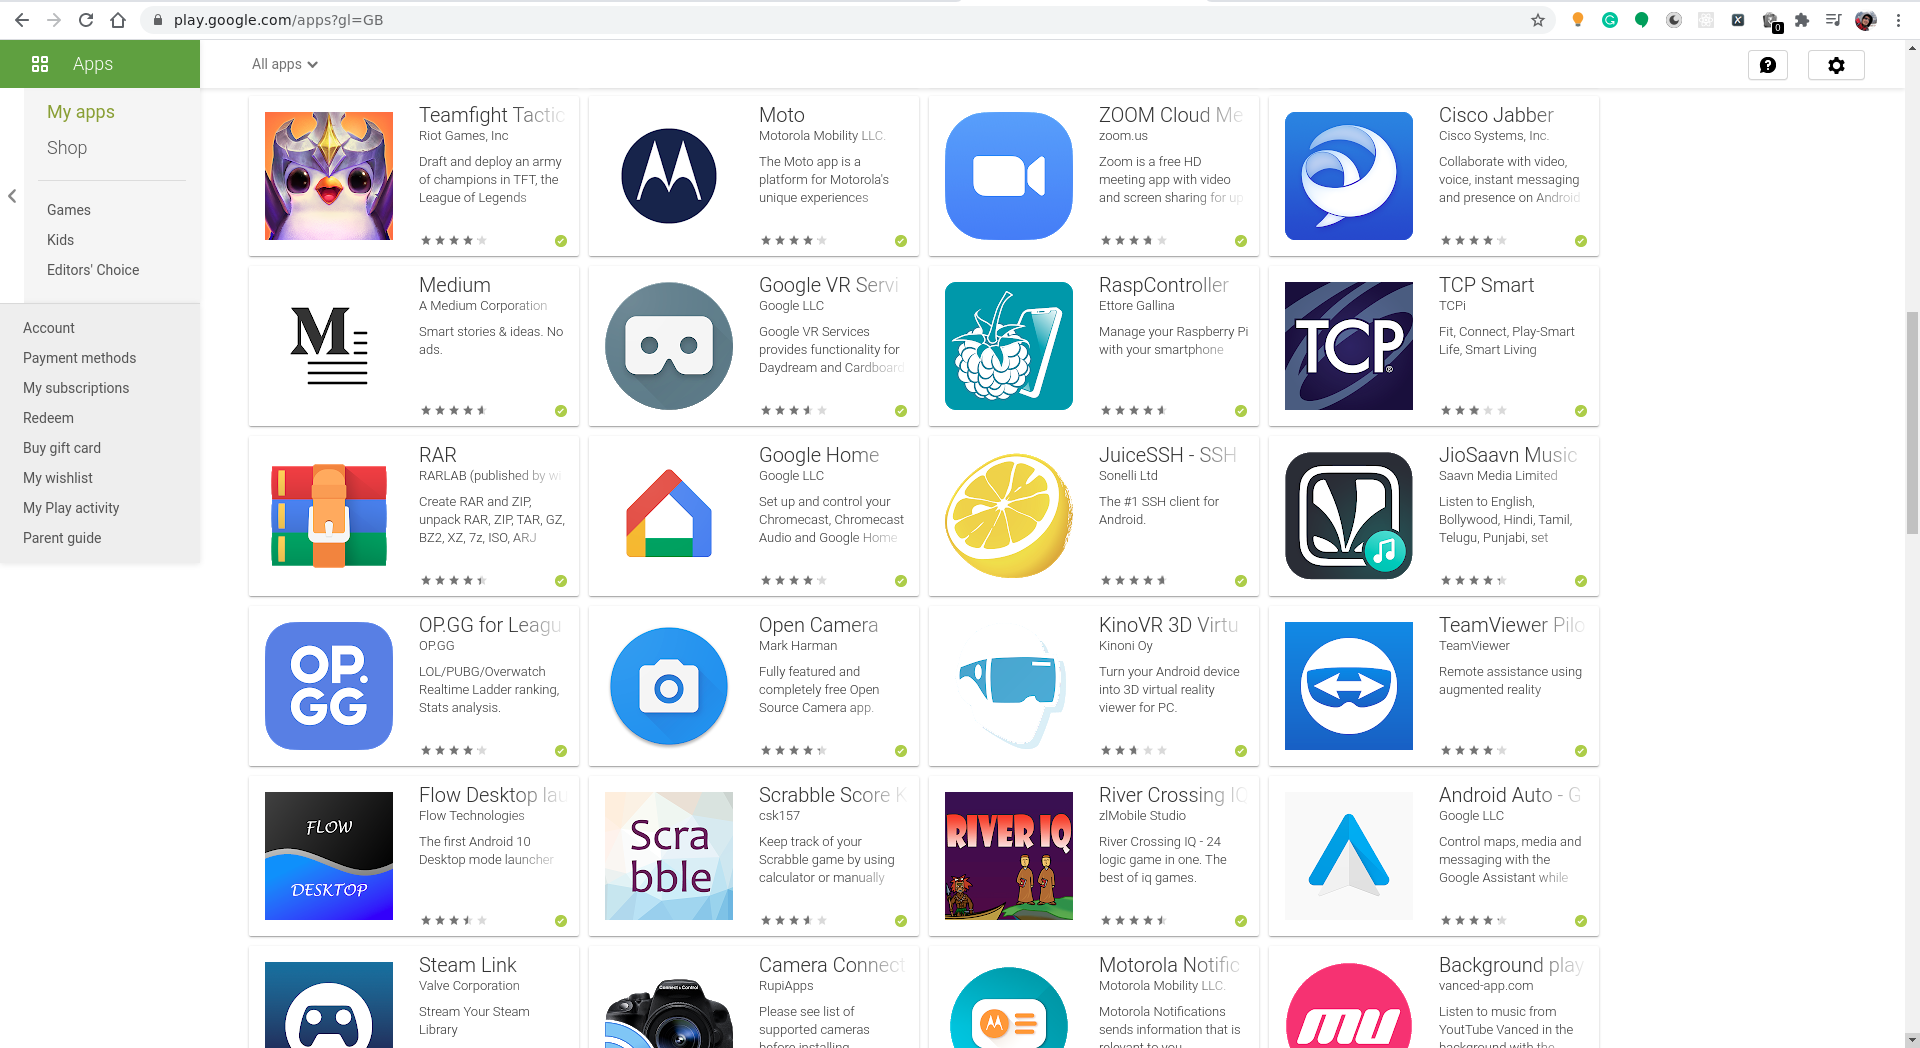 play.google.com/apps?gl=GB
0
Apps
All apps
My apps
Shop
Games
Kids
Editors' Choice
Account
Payment methods
My subscriptions
Redeem
Buy gift card
My wishlist
My Play activity
Parent guide
Teamfight Tactic
Riot Games, Inc
Draft and deploy an army
of champions in TFT, the
League of Legends
Moto
Motorola Mobility LLC.
The Moto app is a
platform for Motorola's
unique experiences
ZOOM Cloud Me
zoom.us
Zoom is a free HD
meeting app with video
and screen sharing for up
Cisco Jabber
Cisco Systems, Inc.
Collaborate with video,
voice, instant messaging
and presence on Android
M
Medium
A Medium Corporation
Smart stories & ideas. No
ads.
Google VR Servi
Google LLC
Google VR Services
provides functionality for
Daydream and Cardboard
RaspController
Ettore Gallina
Manage your Raspberry Pi
with your smartphone
TCP®
TCP Smart
TCPi
Fit, Connect, Play-Smart
Life, Smart Living
RAR
RARLAB (published by wi
Create RAR and ZIP,
unpack RAR, ZIP, TAR, GZ,
BZ2, XZ, 7z, ISO, ARJ
Google Home
Google LLC
Set up and control your
Chromecast, Chromecast
Audio and Google Home
JuiceSSH - SSH
Sonelli Ltd
The #1 SSH client for
Android.
JioSaavn Music
Saavn Media Limited
Listen to English,
Bollywood, Hindi, Tamil,
Telugu, Punjabi, set
OP.
GG
OP.GG for Leagu
OP.GG
LOL/PUBG/Overwatch
Realtime Ladder ranking,
Stats analysis.
Open Camera
Mark Harman
Fully featured and
completely free Open
Source Camera app.
KinoVR 3D Virtu
Kinoni Oy
Turn your Android device
into 3D virtual reality
viewer for PC.
TeamViewer Pilo
TeamViewer
Remote assistance using
augmented reality
FLOW
DESKTOP
Flow Desktop lau
Flow Technologies
The first Android 10
Desktop mode launcher
Scra
bble
Scrabble Score K
csk157
Keep track of your
Scrabble game by using
calculator or manually
RIVER IQ
River Crossing IQ
zlMobile Studio
River Crossing IQ - 24
logic game in one. The
best of iq games.
Android Auto - G
Google LLC
Control maps, media and
messaging with the
Google Assistant while
Steam Link
Valve Corporation
Stream Your Steam
Library
Connect & Control
Camera Connect
RupiApps
Please see list of
supported cameras
before installing
Motorola Notific
Motorola Mobility LLC.
Motorola Notifications
sends information that is
relevant to you
MU
Background play
vanced-app.com
Listen to music from
YoutTube Vanced in the
background with the